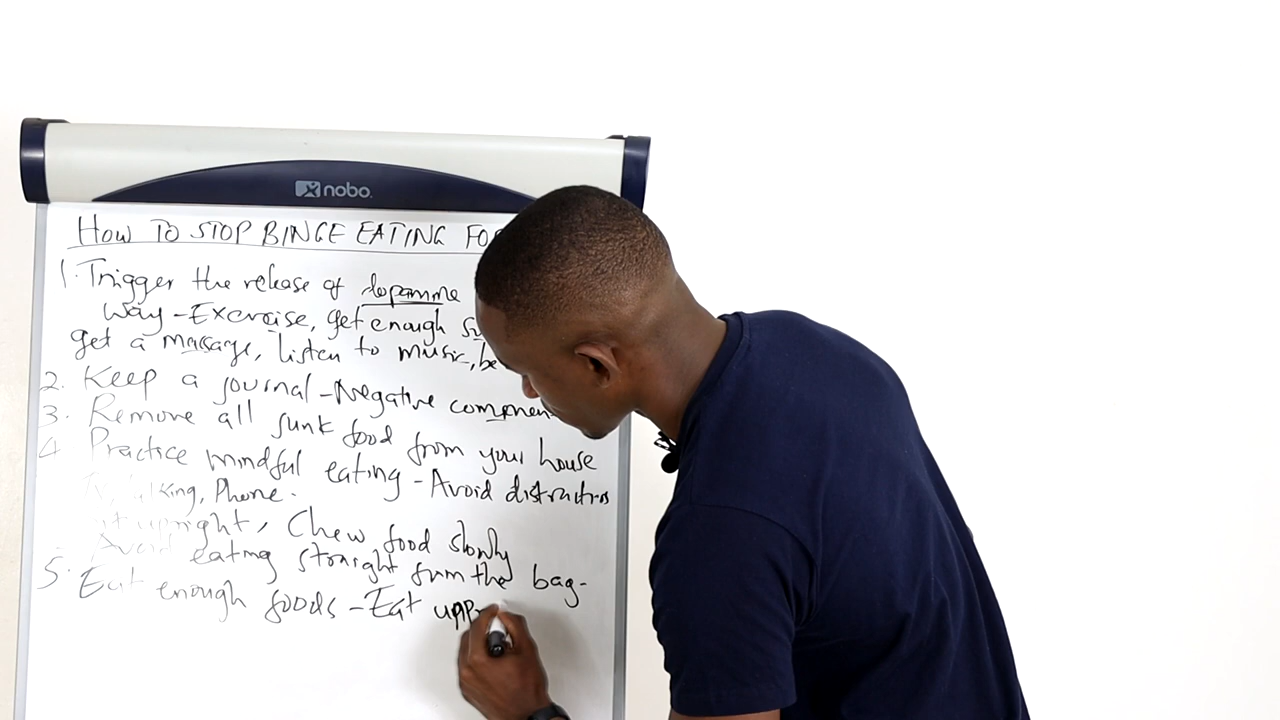 nobo
HOW TO STOP BINGE EATING FO
1. Trigger the release of dopamine
Way - Exercise, get enough
get a massage, listen to music, be
2. Keep a journal - Negative
3. Remove all junk food from your house
4 Practice mindful eating - Avoid distractions
Phone.
upright, Chew food slowly
Avoid eating straight from the bag-
5. Eat enough foods - Eat